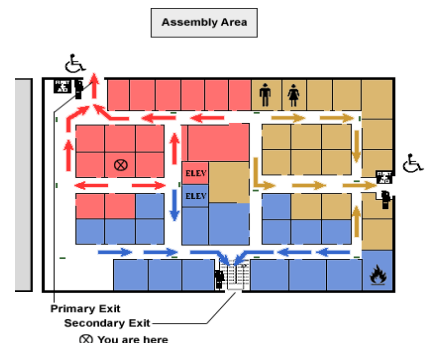 Assembly Area
ELEV
ELEV
Primary Exit
Secondary Exit
You are here